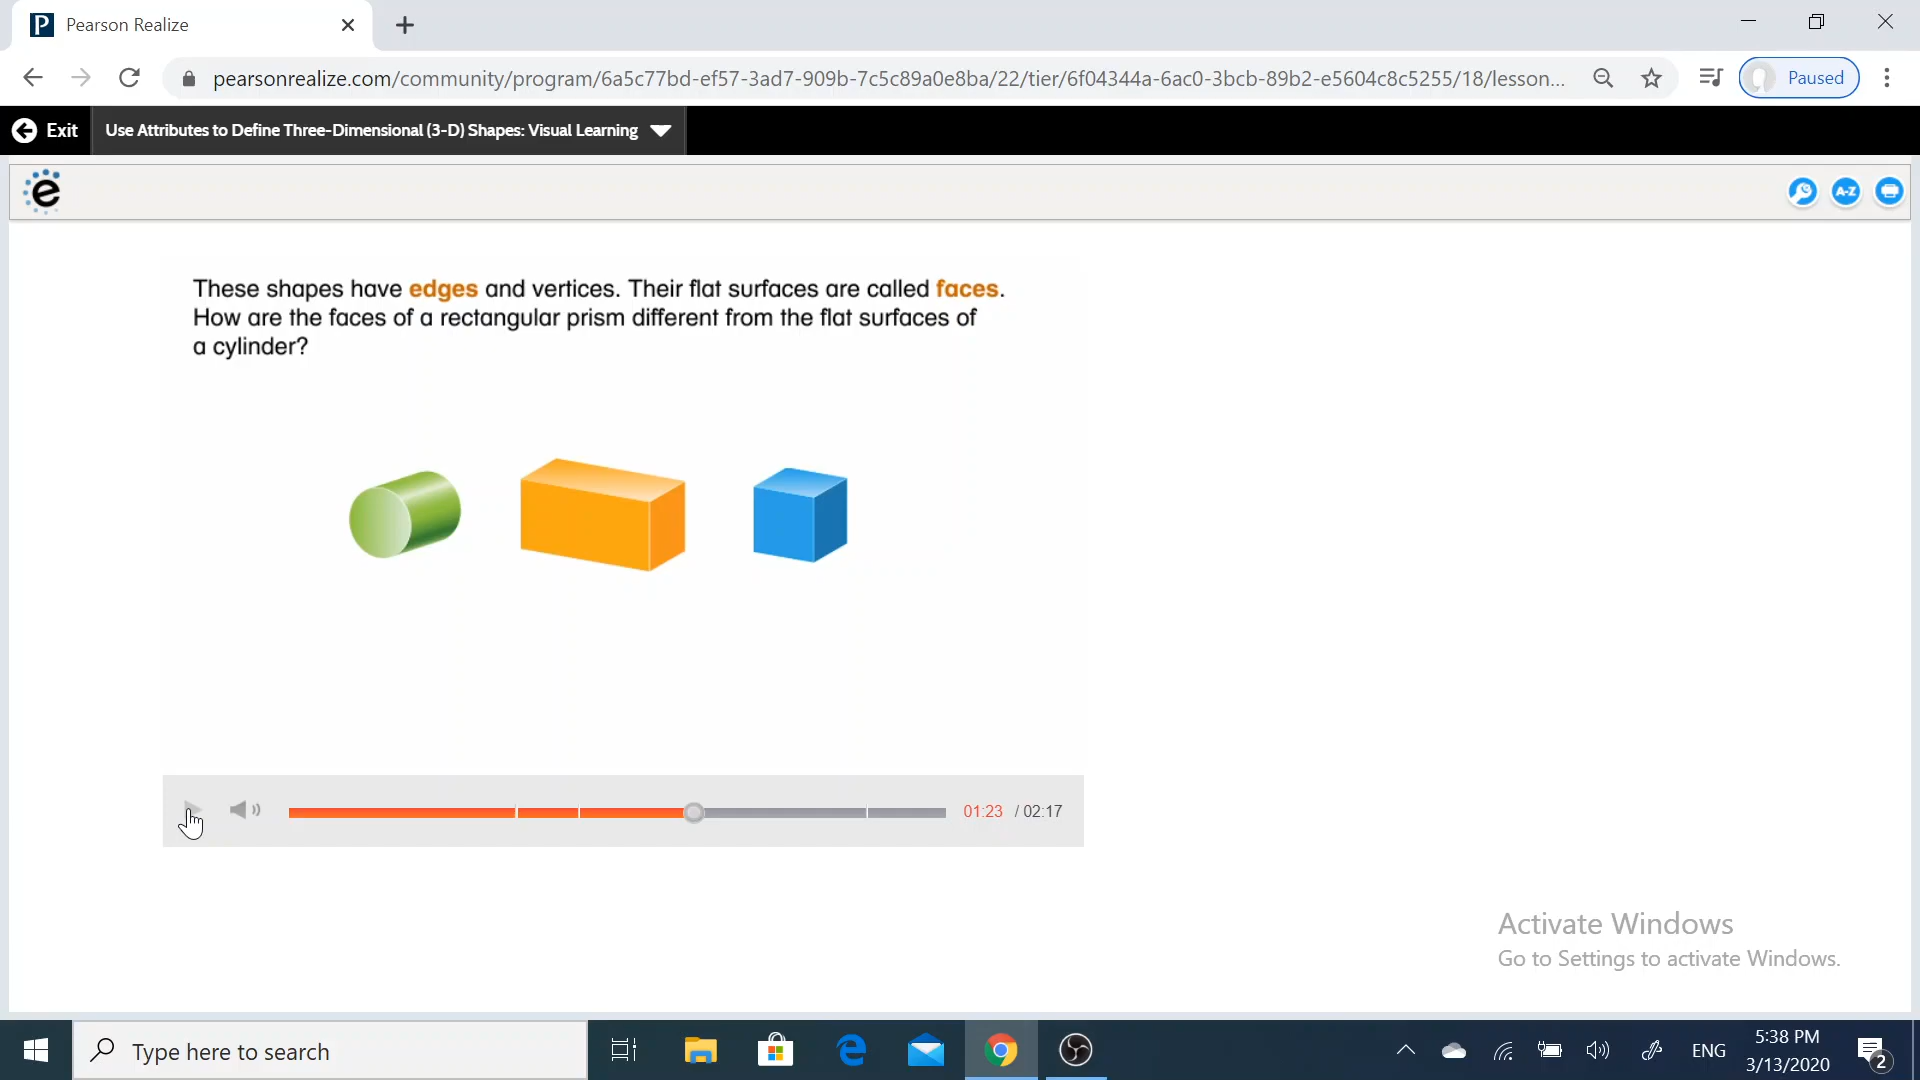 Pearson Realize
pearsonrealize.com/community/program/6a5c77bd-ef57-3ad7-909b-7c5c89a0e8ba/22/tier/6f04344a-6ac0-3bcb-89b2-e5604c8c5255/18/lesson...
Paused
Exit
Use Attributes to Define Three-Dimensional (3-D) Shapes: Visual Learning
e
A-Z
These shapes have edges and vertices. Their flat surfaces are called faces.
How are the faces of a rectangular prism different from the flat surfaces of
a cylinder?
01:23 / 02:17
Activate Windows
Go to Settings to activate Windows.
Type here to search
ENG
5:38 PM
3/13/2020
2